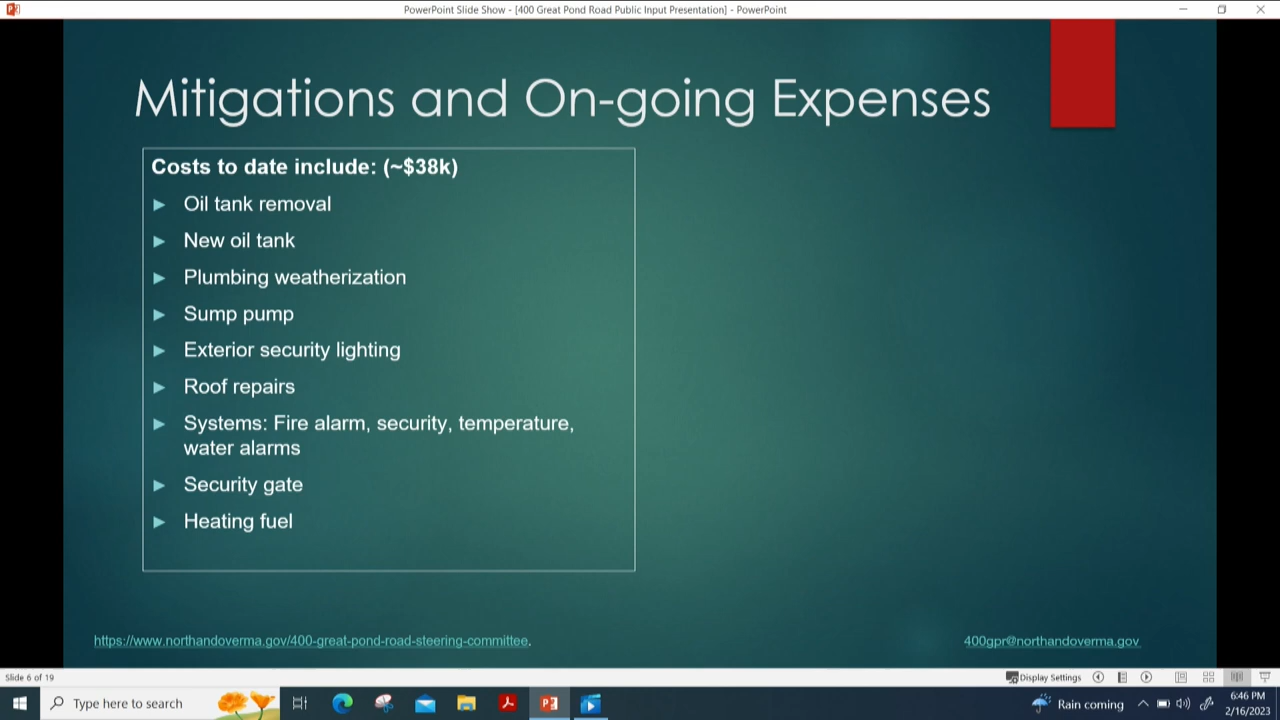 PowerPoint Slide Show - [400 Great Pond Road Public Input Presentation] - PowerPoint
Mitigations and On-going Expenses
Costs to date include: (~$38k)
Oil tank removal
New oil tank
Plumbing weatherization
Sump pump
Exterior security lighting
Roof repairs
Systems: Fire alarm, security, temperature,
water alarms
Security gate
Heating fuel
https://www.northandoverma.gov/400-great-pond-road-steering-committee.
400gpr@northandoverma.gov
Slide 6 of 19
Display Settings
Type here to search
Rain coming
6:46 PM
2/16/2023